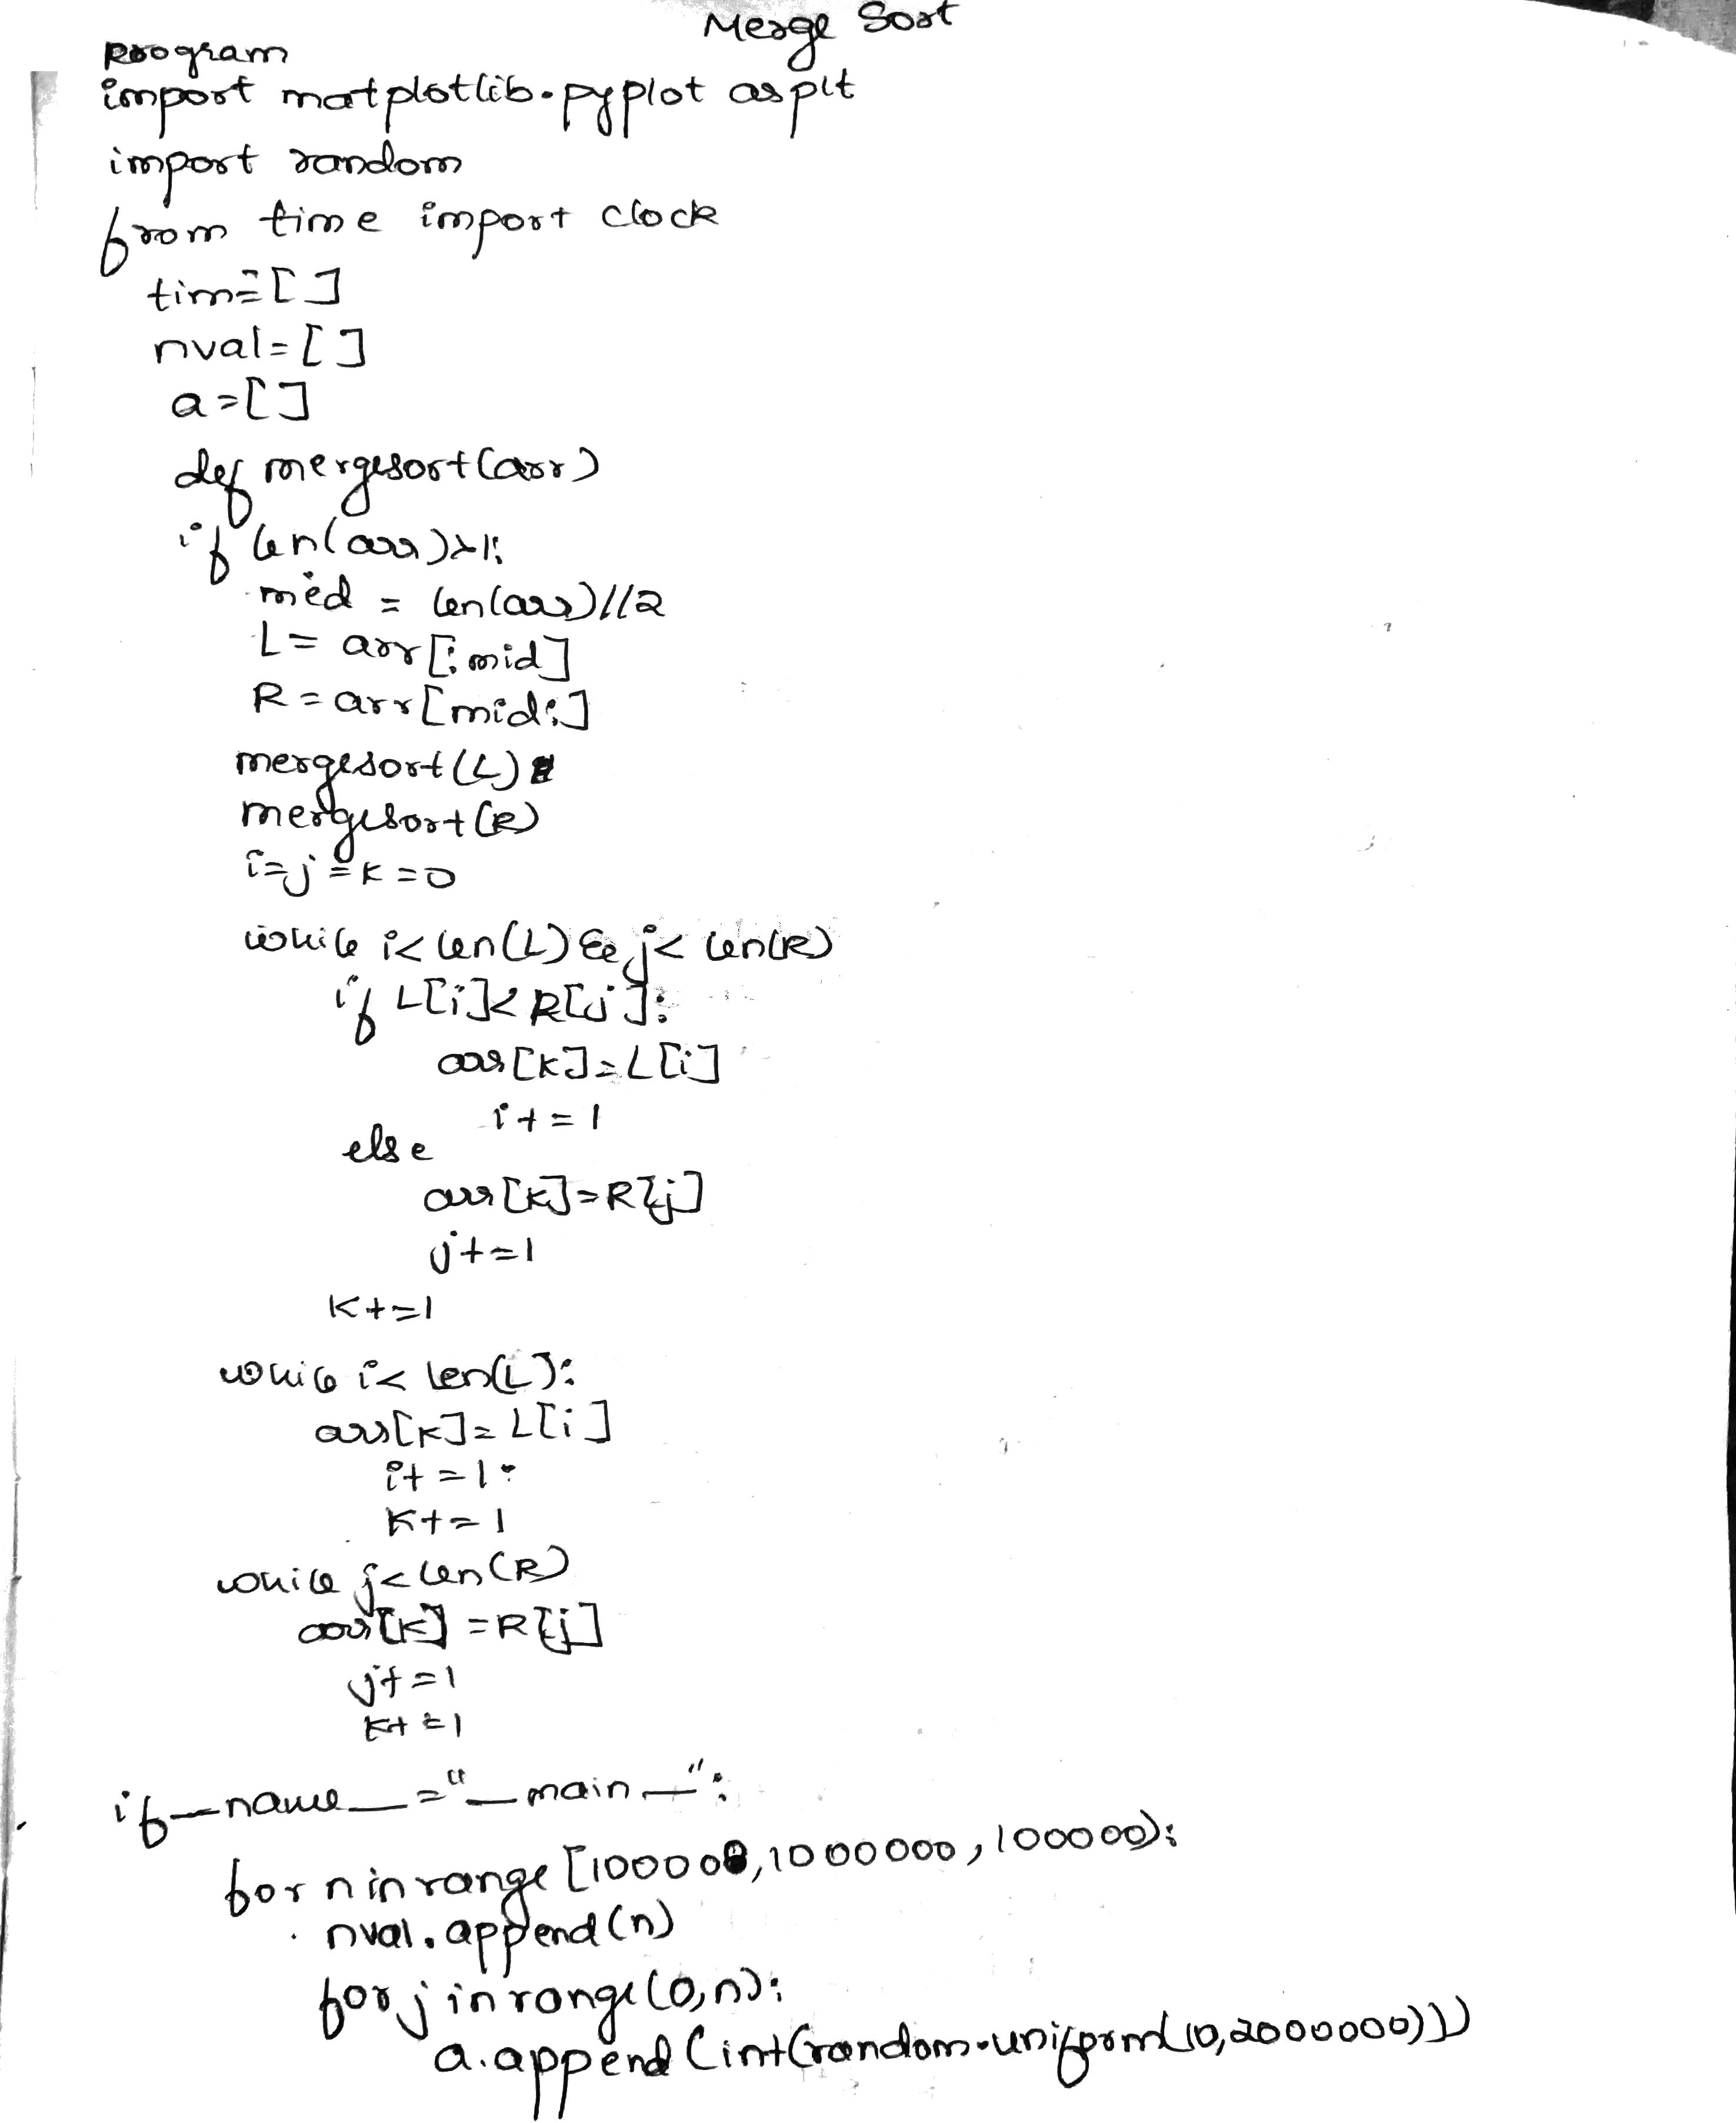 Merge Sort
Program
import matplotlib.pyplot as plt
import random
from time import clock
tim=[]
nval=[]
a=[]
def mergesort(arr)
if len(arr)>1:
mid = len(arr)//2
L= arr[:mid]
R=arr[mid:]
mergesort(L)
mergesort(R)
i=j=k=0
while i<len(L) & j< len(R)
if L[i]<R[j]:
arr[k]=L[i]
i+=1
else
arr[k]=R[j]
j+=1
k+=1
while i< len(L):
arr[k]=L[i]
i+=1:
k+=1
while j<len(R)
arr[k]=R[j]
j+=1
k+=1
if __name__="__main__":
for n in range [100000,1000000,100000):
nval.append(n)
for j in range(0,n):
a.append(int(random.uniform(10,2000000)))